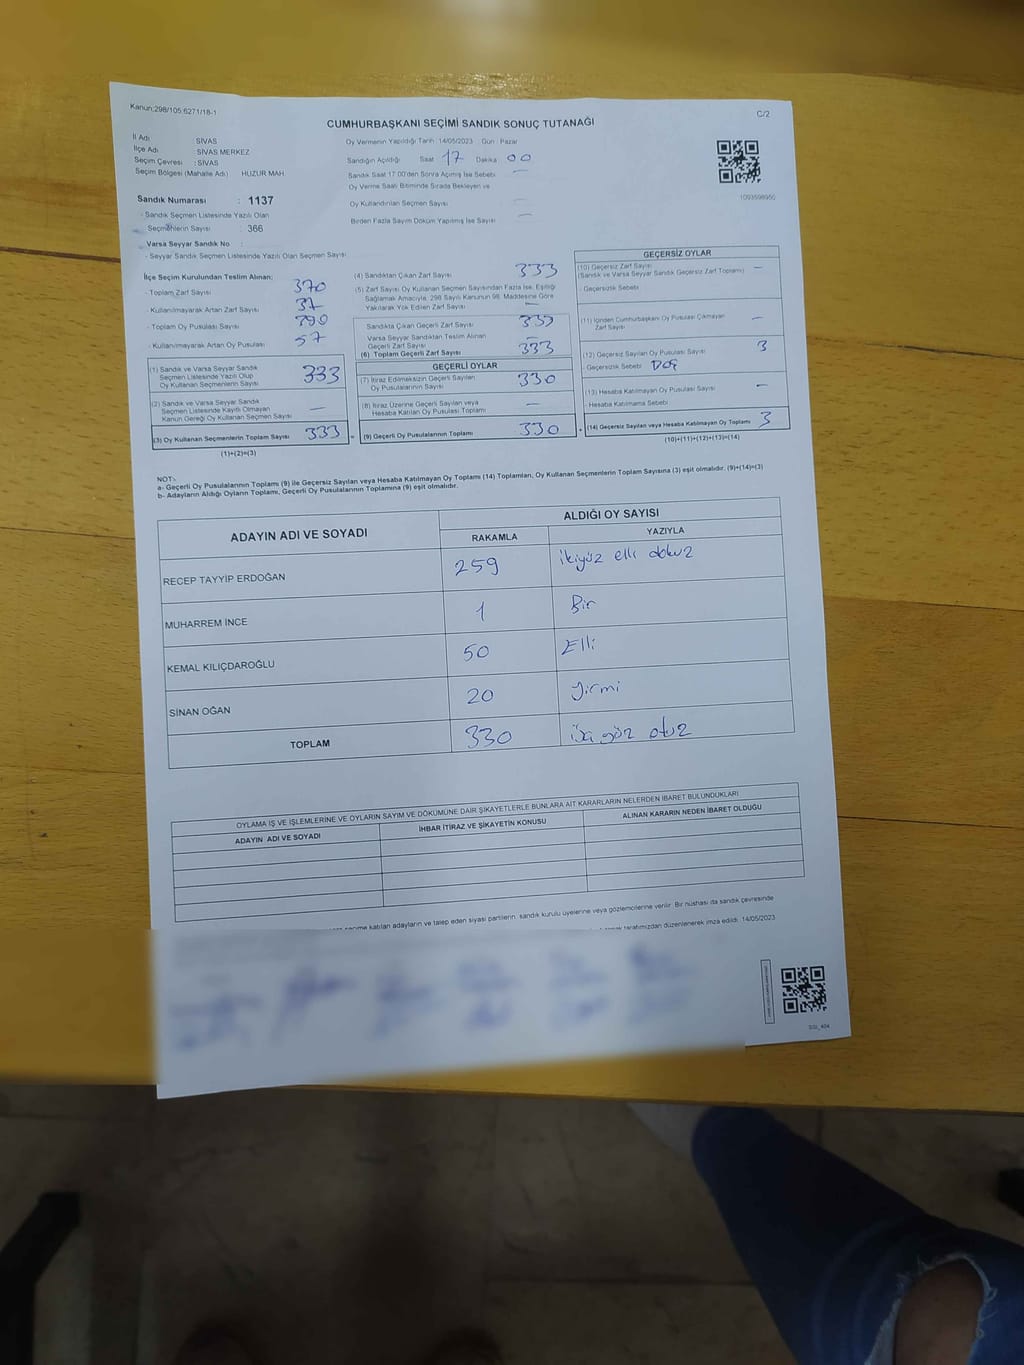 Kanun:298/105,6271/18-1
C/2
CUMHURBAŞKANI SEÇİMİ SANDIK SONUÇ TUTANAĞI
İl Adı SİVAS
İlçe Adı SİVAS MERKEZ
Seçim Çevresi : SİVAS
Seçim Bölgesi (Mahalle Adı) HUZUR MAH
Sandık Numarası : 1137
- Sandık Seçmen Listesinde Yazılı Olan
Seçmenlerin Sayısı : 366
Varsa Seyyar Sandık No :
- Seyyar Sandık Seçmen Listesinde Yazılı Olan Seçmen Sayısı
Oy Vermenin Yapıldığı Tarih :14/05/2023 Gün : Pazar
Sandığın Açıldığı Saat 17 Dakika 00
Sandık Saat 17:00'den Sonra Açılmış İse Sebebi —
Oy Verme Saati Bitiminde Sırada Bekleyen ve
Oy Kullandırılan Seçmen Sayısı —
Birden Fazla Sayım Döküm Yapılmış İse Sayısı —
1093598950
İlçe Seçim Kurulundan Teslim Alınan;
- Toplam Zarf Sayısı 370
- Kullanılmayarak Artan Zarf Sayısı 37
- Toplam Oy Pusulası Sayısı
- Kullanılmayarak Artan Oy Pusulası 57
(1) Sandık ve Varsa Seyyar Sandık
Seçmen Listesinde Yazılı Olup
Oy Kullanan Seçmenlerin Sayısı 333
(2) Sandık ve Varsa Seyyar Sandık
Seçmen Listesinde Kayıtlı Olmayan
Kanun Gereği Oy Kullanan Seçmen Sayısı —
(3) Oy Kullanan Seçmenlerin Toplam Sayısı 333
(1)+(2)=(3)
(4) Sandıktan Çıkan Zarf Sayısı 333
(5) Zarf Sayısı Oy Kullanan Seçmen Sayısından Fazla İse, Eşitliği
Sağlamak Amacıyla, 298 Sayılı Kanunun 98. Maddesine Göre
Yakılarak Yok Edilen Zarf Sayısı —
Sandıkta Çıkan Geçerli Zarf Sayısı 333
Varsa Seyyar Sandıktan Teslim Alınan
Geçerli Zarf Sayısı —
(6) Toplam Geçerli Zarf Sayısı 333
GEÇERLİ OYLAR
(7) İtiraz Edilmeksizin Geçerli Sayılan
Oy Pusulalarının Sayısı 330
(8) İtiraz Üzerine Geçerli Sayılan veya
Hesaba Katılan Oy Pusulası Toplamı —
= (9) Geçerli Oy Pusulalarının Toplamı 330
GEÇERSİZ OYLAR
(10) Geçersiz Zarf Sayısı —
(Sandık ve Varsa Seyyar Sandık Geçersiz Zarf Toplamı)
- Geçersizlik Sebebi
(11) İçinden Cumhurbaşkanı Oy Pusulası Çıkmayan
Zarf Sayısı —
(12) Geçersiz Sayılan Oy Pusulası Sayısı 3
Geçersizlik Sebebi
(13) Hesaba Katılmayan Oy Pusulası Sayısı —
- Hesaba Katılmama Sebebi
+ (14) Geçersiz Sayılan veya Hesaba Katılmayan Oy Toplamı 3
(10)+(11)+(12)+(13)=(14)
NOT:-
a- Geçerli Oy Pusulalarının Toplamı (9) ile Geçersiz Sayılan veya Hesaba Katılmayan Oy Toplamı (14) Toplamları, Oy Kullanan Seçmenlerin Toplam Sayısına (3) eşit olmalıdır. (9)+(14)=(3)
b- Adayların Aldığı Oyların Toplamı, Geçerli Oy Pusulalarının Toplamına (9) eşit olmalıdır.
ADAYIN ADI VE SOYADI ALDIĞI OY SAYISI
RAKAMLA YAZIYLA
RECEP TAYYİP ERDOĞAN 259 ikiyüz elli dokuz
MUHARREM İNCE 1 Bir
KEMAL KILIÇDAROĞLU 50 Elli
SİNAN OĞAN 20 yirmi
TOPLAM 330 üç yüz otuz
OYLAMA İŞ VE İŞLEMLERİNE VE OYLARIN SAYIM VE DÖKÜMÜNE DAİR ŞİKAYETLERLE BUNLARA AİT KARARLARIN NELERDEN İBARET BULUNDUKLARI
ADAYIN ADI VE SOYADI İHBAR İTİRAZ VE ŞİKAYETİN KONUSU ALINAN KARARIN NEDEN İBARET OLDUĞU
seçime katılan adayların ve talep eden siyasi partilerin, sandık kurulu üyelerine veya gözlemcilerine verilir. Bir nüshası da sandık çevresinde
tarafımızdan düzenlenerek imza edildi. 14/05/2023